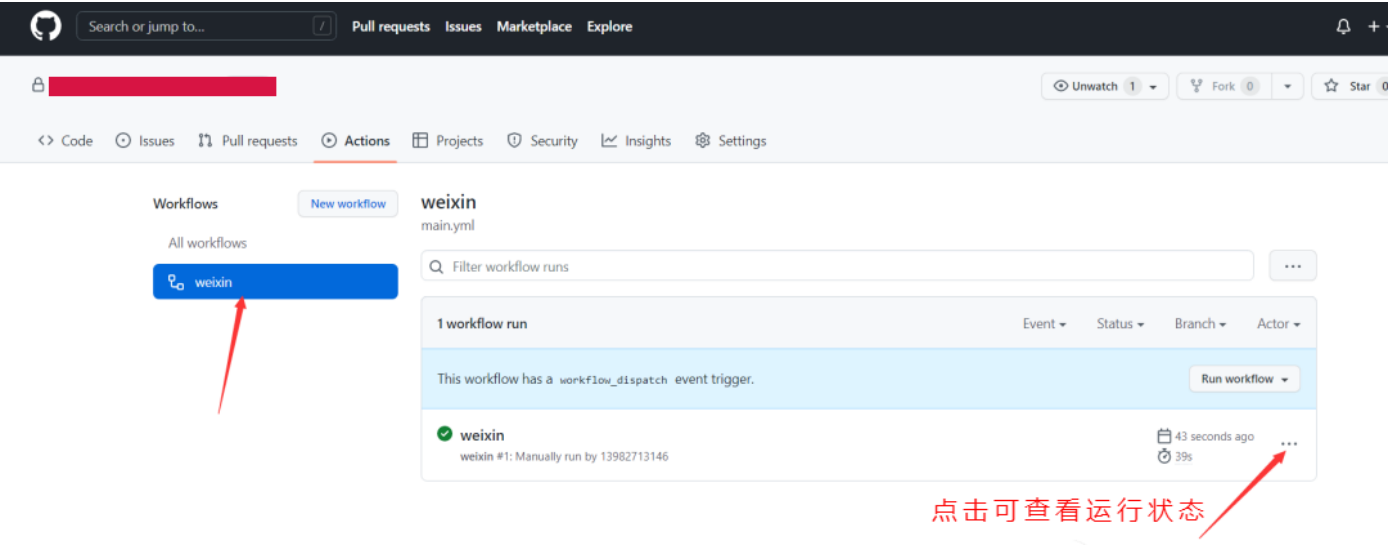 Search or jump to... / Pull requests Issues Marketplace Explore
Unwatch 1 Fork 0 Star 0
Code Issues Pull requests Actions Projects Security Insights Settings
Workflows New workflow
All workflows
weixin
weixin
main.yml
Filter workflow runs
1 workflow run Event Status Branch Actor
This workflow has a workflow_dispatch event trigger. Run workflow
weixin 43 seconds ago
weixin #1: Manually run by 13982713146 39s
点击可查看运行状态